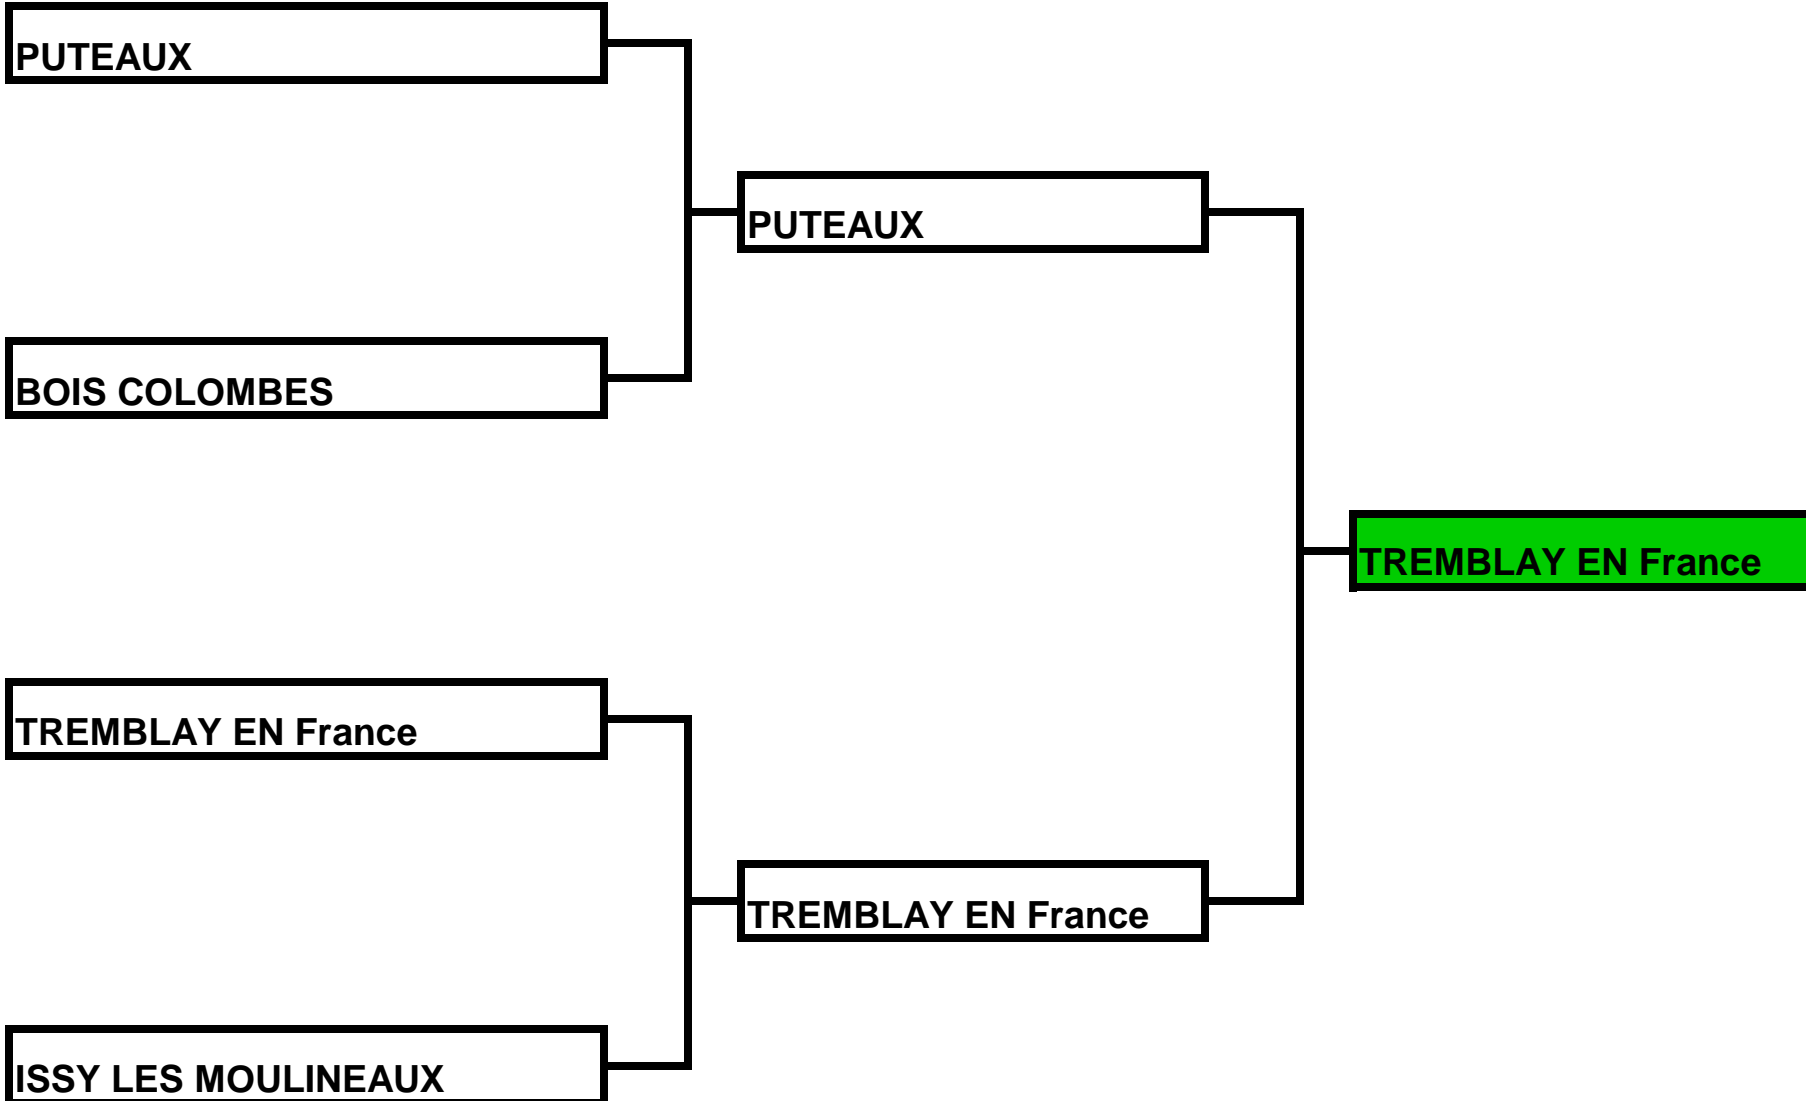 PUTEAUX
PUTEAUX
BOIS COLOMBES
TREMBLAY EN France
TREMBLAY EN France
TREMBLAY EN France
ISSY LES MOULINEAUX